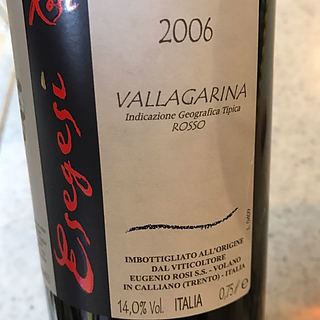 Rosi
Esegesi
2006
VALLAGARINA
Indicazione Geografica Tipica
ROSSO
IMBOTTIGLIATO ALL'ORIGINE
DAL VITICOLTORE
EUGENIO ROSI S.S. - VOLANO
IN CALLIANO (TRENTO) - ITALIA
14,0% Vol. ITALIA 0,75 l e